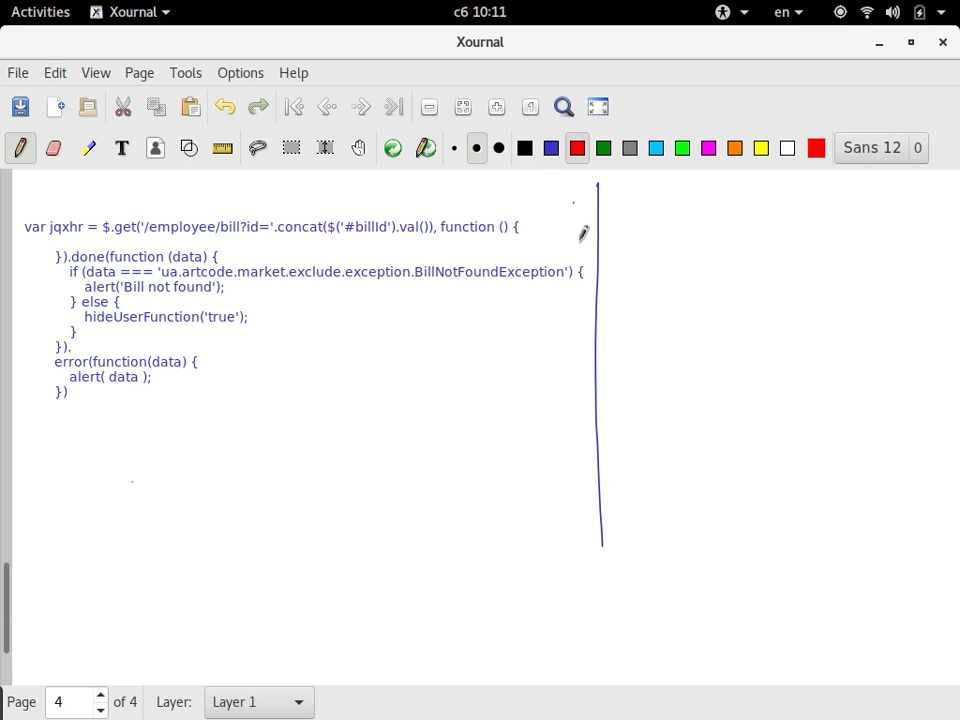 Activities Xournal сб 10:11 en
Xournal
File Edit View Page Tools Options Help
Sans 12 0
var jqxhr = $.get('/employee/bill?id='.concat($('#billId').val()), function () {
}).done(function (data) {
if (data === 'ua.artcode.market.exclude.exception.BillNotFoundException') {
alert('Bill not found');
} else {
hideUserFunction('true');
}
}).
error(function(data) {
alert( data );
})
Page 4 of 4 Layer: Layer 1